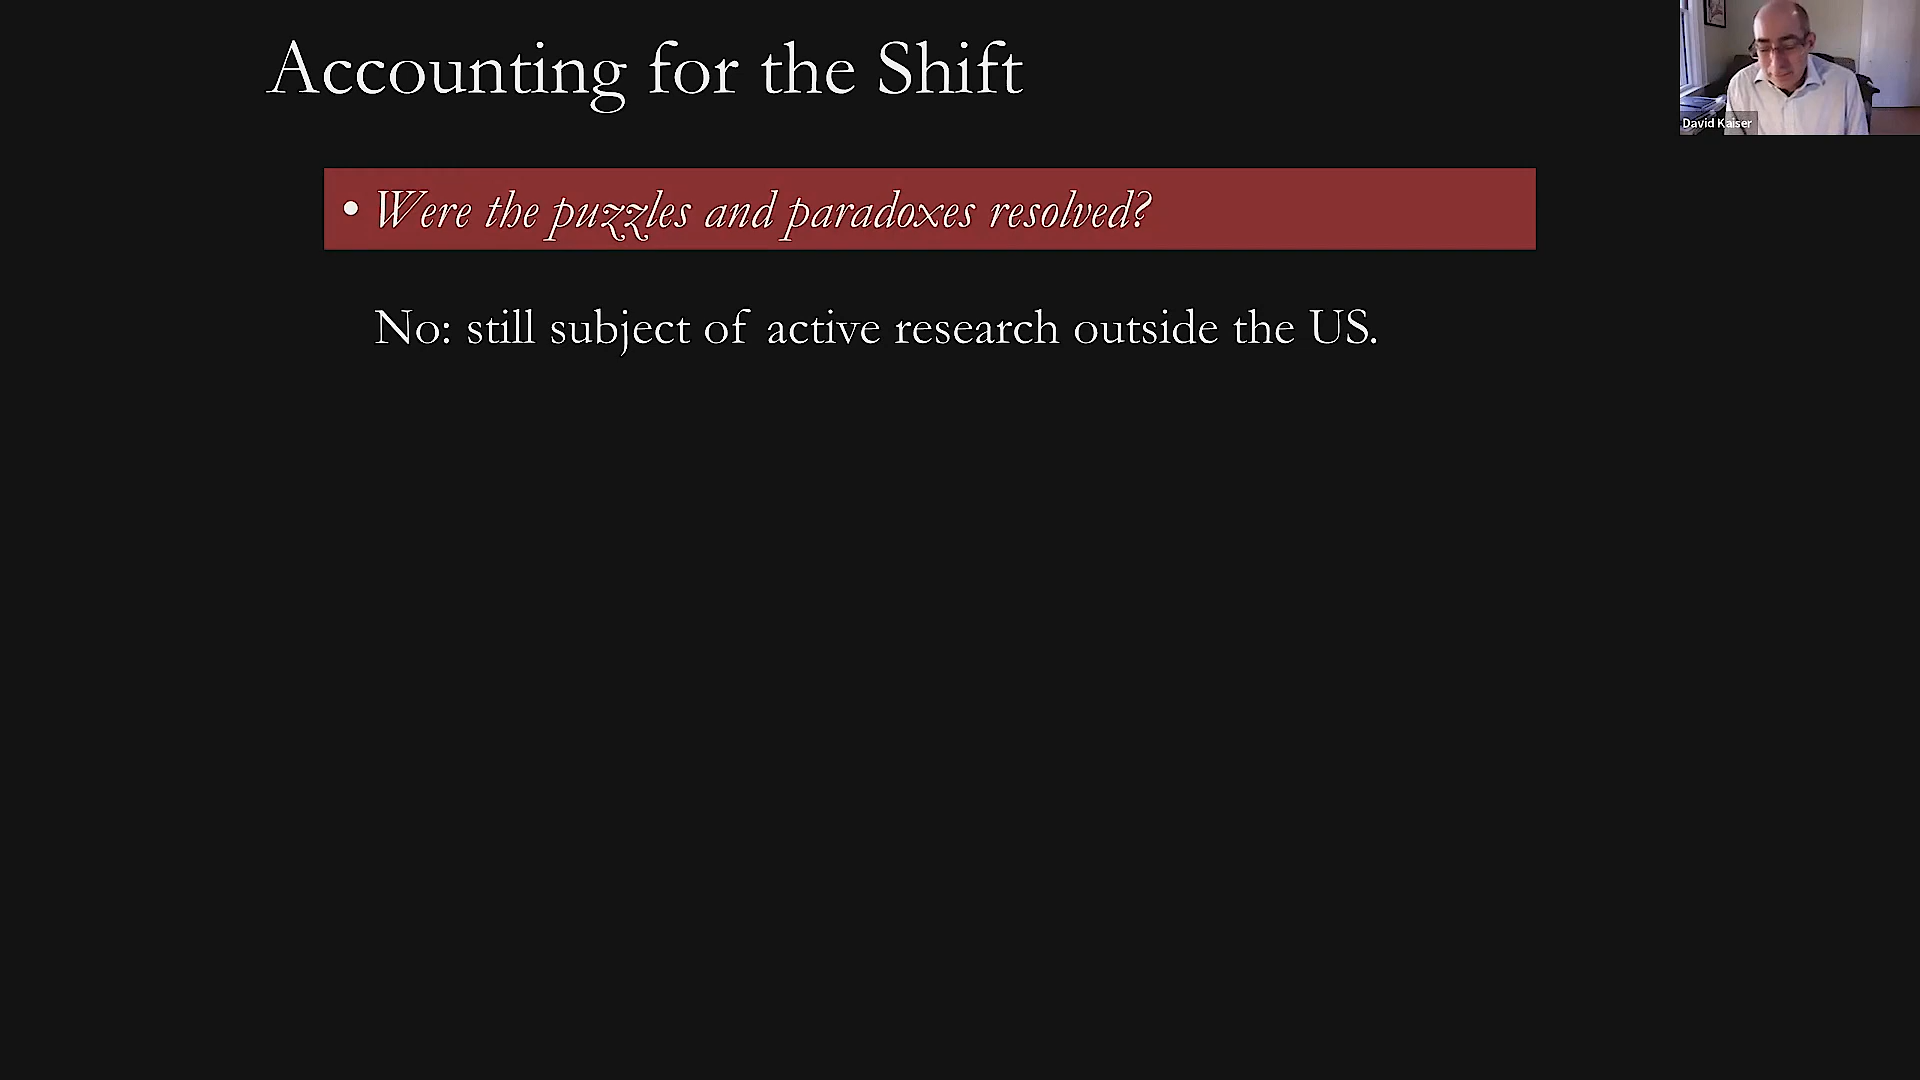 Accounting for the Shift
David Kaiser
• Were the puzzles and paradoxes resolved?
No: still subject of active research outside the US.